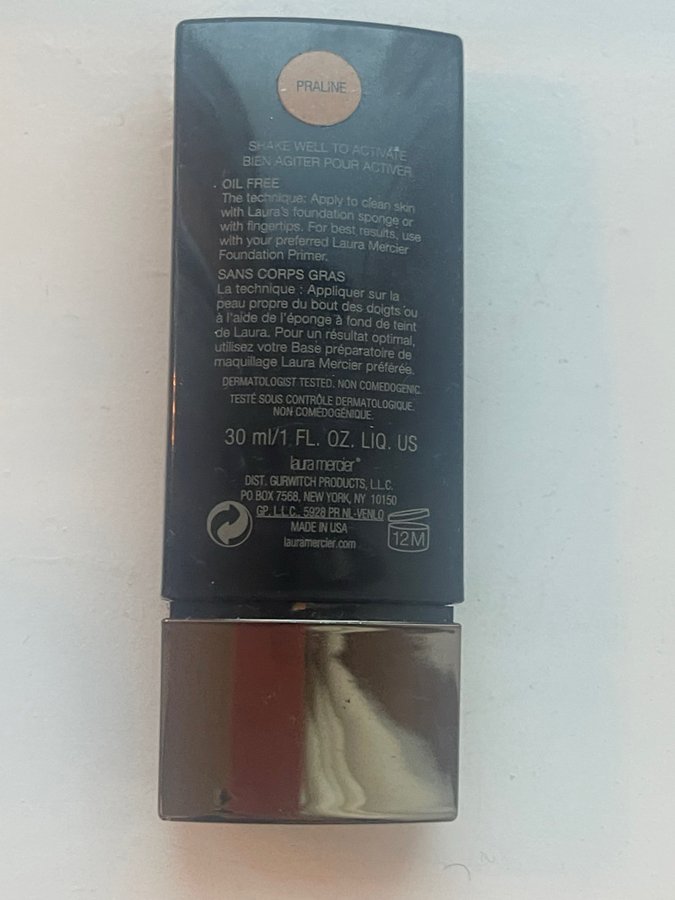 PRALINE
SHAKE WELL TO ACTIVATE
BIEN AGITER POUR ACTIVER
OIL FREE
The technique: Apply to clean skin
with Laura's foundation sponge or
with fingertips. For best results, use
with your preferred Laura Mercier
Foundation Primer.
SANS CORPS GRAS
La technique : Appliquer sur la
peau propre du bout des doigts ou
à l'aide de l'éponge à fond de teint
de Laura. Pour un résultat optimal,
utilisez votre Base préparatoire de
maquillage Laura Mercier préférée.
DERMATOLOGIST TESTED. NON COMEDOGENIC.
TESTÉ SOUS CONTRÔLE DERMATOLOGIQUE.
NON COMÉDOGÉNIQUE.
30 ml/1 FL. OZ. LIQ. US
laura mercier®
DIST. GURWITCH PRODUCTS, L.L.C.
PO BOX 7568, NEW YORK, NY 10150
GP, L.L.C., 5928 PR NL-VENLO
MADE IN USA
lauramercier.com
12M